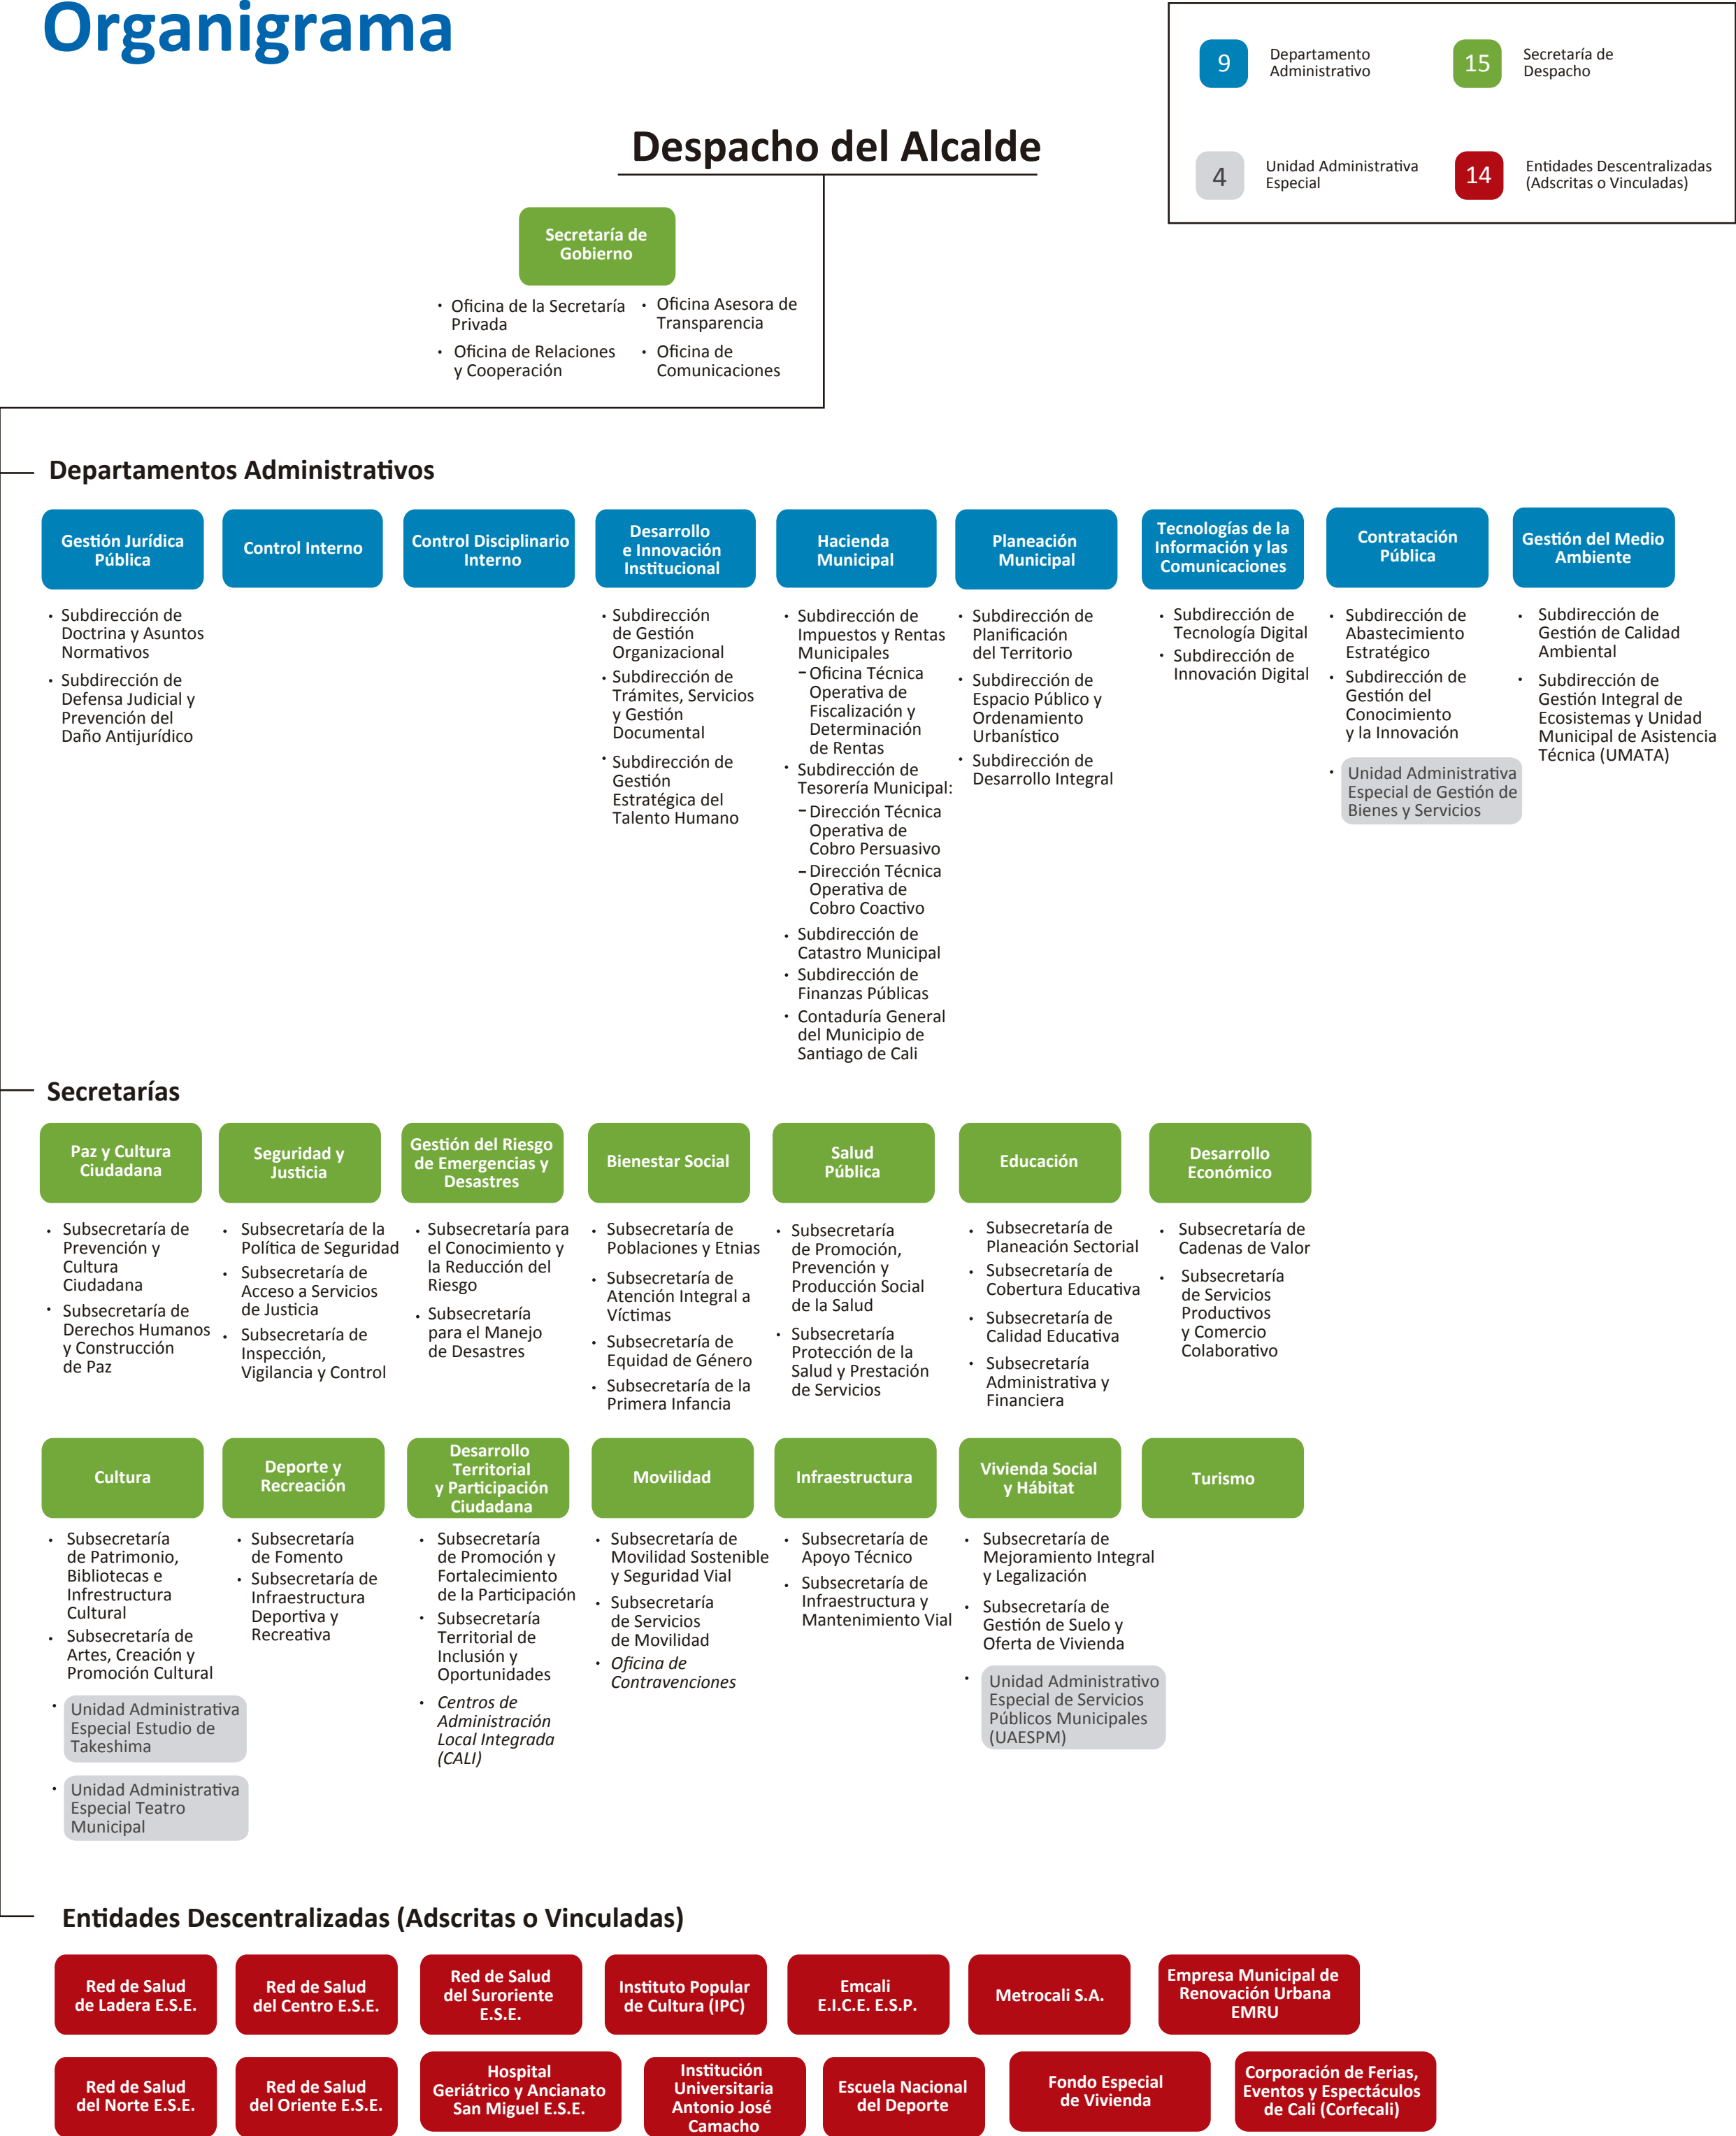 Organigrama
9
Departamento
Administrativo
15
Secretaría de
Despacho
4
Unidad Administrativa
Especial
14
Entidades Descentralizadas
(Adscritas o Vinculadas)
Despacho del Alcalde
Secretaría de
Gobierno
• Oficina de la Secretaría
Privada
• Oficina de Relaciones
y Cooperación
• Oficina Asesora de
Transparencia
• Oficina de
Comunicaciones
Departamentos Administrativos
Gestión Jurídica
Pública
• Subdirección de
Doctrina y Asuntos
Normativos
• Subdirección de
Defensa Judicial y
Prevención del
Daño Antijurídico
Control Interno
Control Disciplinario
Interno
Desarrollo
e Innovación
Institucional
• Subdirección
de Gestión
Organizacional
• Subdirección de
Trámites, Servicios
y Gestión
Documental
• Subdirección de
Gestión
Estratégica del
Talento Humano
Hacienda
Municipal
• Subdirección de
Impuestos y Rentas
Municipales
– Oficina Técnica
Operativa de
Fiscalización y
Determinación
de Rentas
• Subdirección de
Tesorería Municipal:
– Dirección Técnica
Operativa de
Cobro Persuasivo
– Dirección Técnica
Operativa de
Cobro Coactivo
• Subdirección de
Catastro Municipal
• Subdirección de
Finanzas Públicas
• Contaduría General
del Municipio de
Santiago de Cali
Planeación
Municipal
• Subdirección de
Planificación
del Territorio
• Subdirección de
Espacio Público y
Ordenamiento
Urbanístico
• Subdirección de
Desarrollo Integral
Tecnologías de la
Información y las
Comunicaciones
• Subdirección de
Tecnología Digital
• Subdirección de
Innovación Digital
Contratación
Pública
• Subdirección de
Abastecimiento
Estratégico
• Subdirección de
Gestión del
Conocimiento
y la Innovación
• Unidad Administrativa
Especial de Gestión de
Bienes y Servicios
Gestión del Medio
Ambiente
• Subdirección de
Gestión de Calidad
Ambiental
• Subdirección de
Gestión Integral de
Ecosistemas y Unidad
Municipal de Asistencia
Técnica (UMATA)
Secretarías
Paz y Cultura
Ciudadana
• Subsecretaría de
Prevención y
Cultura
Ciudadana
• Subsecretaría de
Derechos Humanos
y Construcción
de Paz
Seguridad y
Justicia
• Subsecretaría de la
Política de Seguridad
• Subsecretaría de
Acceso a Servicios
de Justicia
• Subsecretaría de
Inspección,
Vigilancia y Control
Gestión del Riesgo
de Emergencias y
Desastres
• Subsecretaría para
el Conocimiento y
la Reducción del
Riesgo
• Subsecretaría
para el Manejo
de Desastres
Bienestar Social
• Subsecretaría de
Poblaciones y Etnias
• Subsecretaría de
Atención Integral a
Víctimas
• Subsecretaría de
Equidad de Género
• Subsecretaría de la
Primera Infancia
Salud
Pública
• Subsecretaría
de Promoción,
Prevención y
Producción Social
de la Salud
• Subsecretaría
Protección de la
Salud y Prestación
de Servicios
Educación
• Subsecretaría de
Planeación Sectorial
• Subsecretaría de
Cobertura Educativa
• Subsecretaría de
Calidad Educativa
• Subsecretaría
Administrativa y
Financiera
Desarrollo
Económico
• Subsecretaría de
Cadenas de Valor
• Subsecretaría
de Servicios
Productivos
y Comercio
Colaborativo
Cultura
• Subsecretaría
de Patrimonio,
Bibliotecas e
Infrestructura
Cultural
• Subsecretaría de
Artes, Creación y
Promoción Cultural
• Unidad Administrativa
Especial Estudio de
Takeshima
• Unidad Administrativa
Especial Teatro
Municipal
Deporte y
Recreación
• Subsecretaría
de Fomento
• Subsecretaría de
Infraestructura
Deportiva y
Recreativa
Desarrollo
Territorial
y Participación
Ciudadana
• Subsecretaría
de Promoción y
Fortalecimiento
de la Participación
• Subsecretaría
Territorial de
Inclusión y
Oportunidades
• Centros de
Administración
Local Integrada
(CALI)
Movilidad
• Subsecretaría de
Movilidad Sostenible
y Seguridad Vial
• Subsecretaría
de Servicios
de Movilidad
• Oficina de
Contravenciones
Infraestructura
• Subsecretaría de
Apoyo Técnico
• Subsecretaría de
Infraestructura y
Mantenimiento Vial
Vivienda Social
y Hábitat
• Subsecretaría de
Mejoramiento Integral
y Legalización
• Subsecretaría de
Gestión de Suelo y
Oferta de Vivienda
• Unidad Administrativo
Especial de Servicios
Públicos Municipales
(UAESPM)
Turismo
Entidades Descentralizadas (Adscritas o Vinculadas)
Red de Salud
de Ladera E.S.E.
Red de Salud
del Centro E.S.E.
Red de Salud
del Suroriente
E.S.E.
Instituto Popular
de Cultura (IPC)
Emcali
E.I.C.E. E.S.P.
Metrocali S.A.
Empresa Municipal de
Renovación Urbana
EMRU
Red de Salud
del Norte E.S.E.
Red de Salud
del Oriente E.S.E.
Hospital
Geriátrico y Ancianato
San Miguel E.S.E.
Institución
Universitaria
Antonio José
Camacho
Escuela Nacional
del Deporte
Fondo Especial
de Vivienda
Corporación de Ferias,
Eventos y Espectáculos
de Cali (Corfecali)